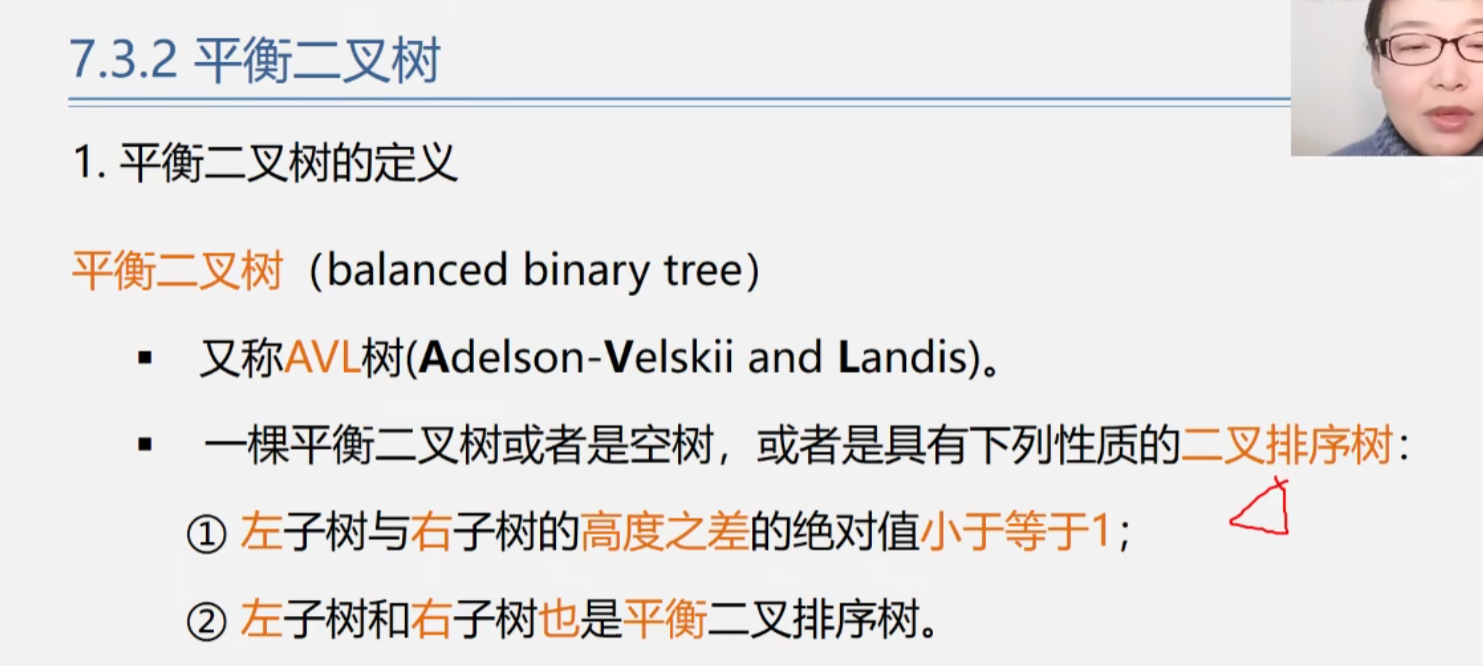 7.3.2 平衡二叉树
1. 平衡二叉树的定义
平衡二叉树（balanced binary tree）
▪ 又称AVL树(Adelson-Velskii and Landis)。
▪ 一棵平衡二叉树或者是空树，或者是具有下列性质的二叉排序树：
① 左子树与右子树的高度之差的绝对值小于等于1；
② 左子树和右子树也是平衡二叉排序树。